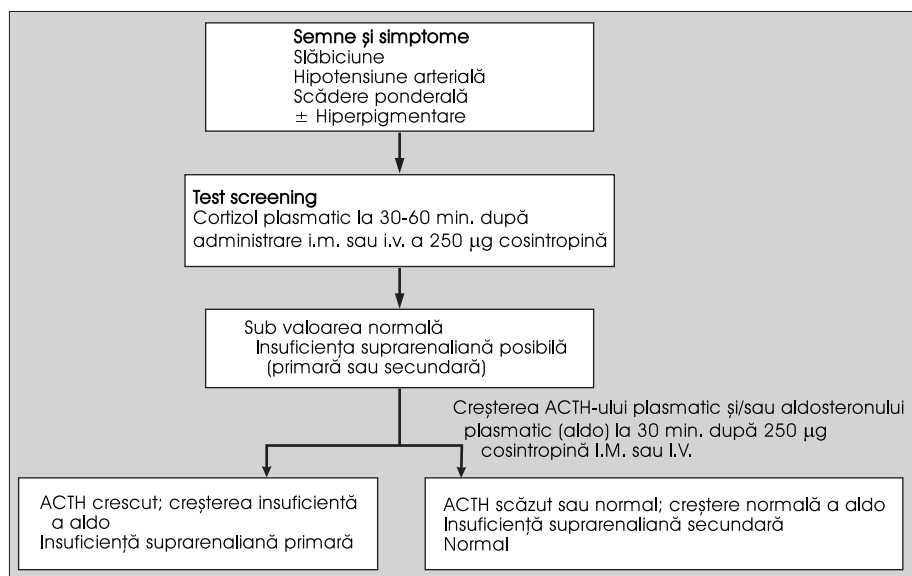 Semne și simptome
Slăbiciune
Hipotensiune arterială
Scădere ponderală
± Hiperpigmentare
Test screening
Cortizol plasmatic la 30-60 min. după
administrare i.m. sau i.v. a 250 µg cosintropină
Sub valoarea normală
Insuficiența suprarenaliană posibilă
(primară sau secundară)
Creșterea ACTH-ului plasmatic și/sau aldosteronului
plasmatic (aldo) la 30 min. după 250 µg
cosintropină I.M. sau I.V.
ACTH crescut; creșterea insuficientă
a aldo
Insuficiență suprarenaliană primară
ACTH scăzut sau normal; creștere normală a aldo
Insuficiență suprarenaliană secundară
Normal